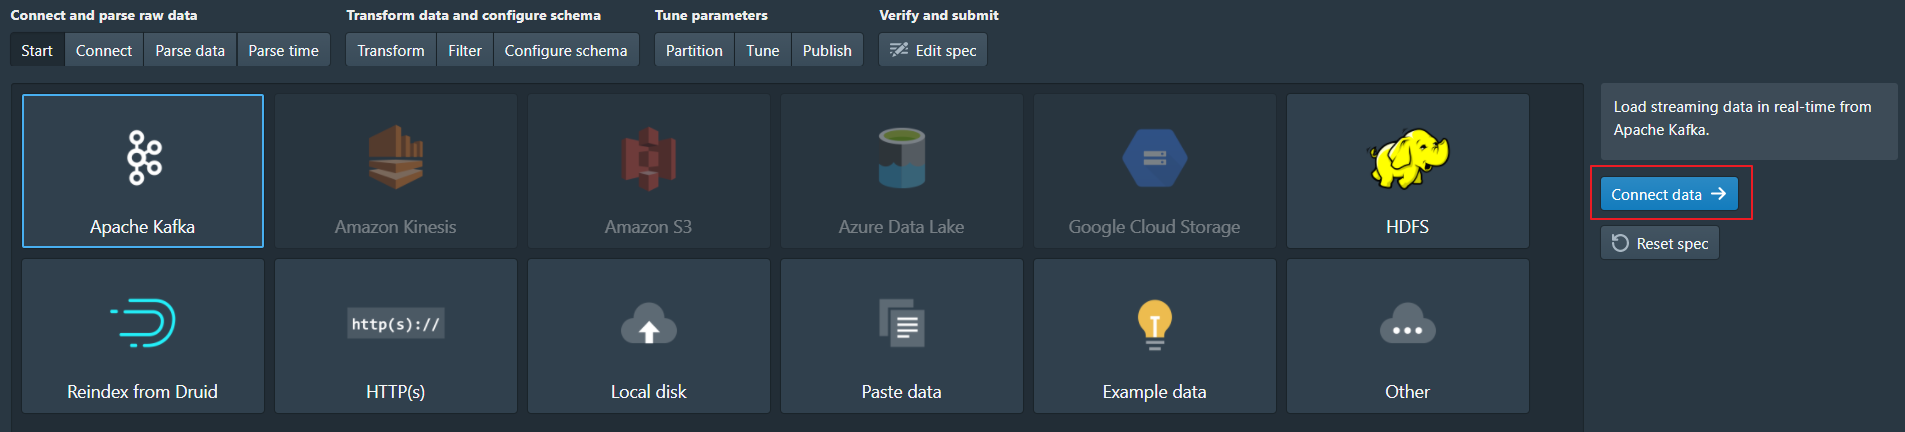 Connect and parse raw data
Transform data and configure schema
Tune parameters
Verify and submit
Start
Connect
Parse data
Parse time
Transform
Filter
Configure schema
Partition
Tune
Publish
Edit spec
Apache Kafka
Amazon Kinesis
Amazon S3
Azure Data Lake
Google Cloud Storage
HDFS
http(s)://
Reindex from Druid
HTTP(s)
Local disk
Paste data
Example data
Other
Load streaming data in real-time from
Apache Kafka.
Connect data
Reset spec